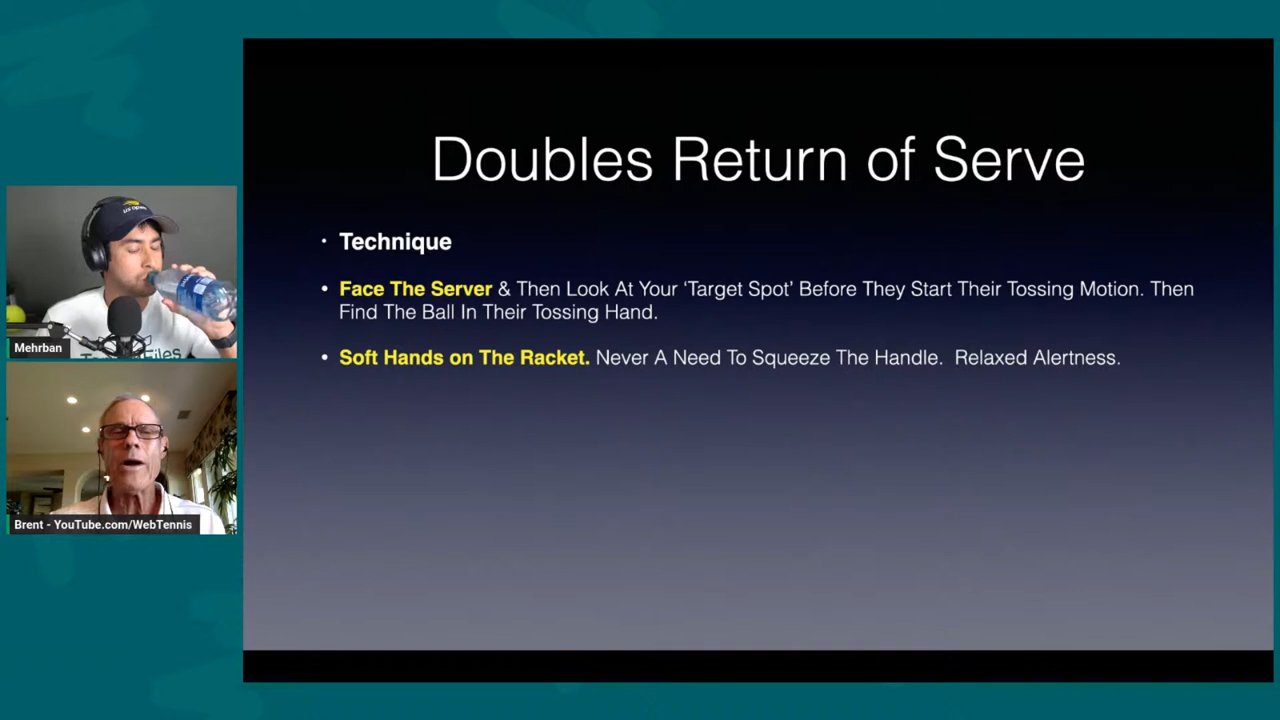 Doubles Return of Serve
• Technique
• Face The Server & Then Look At Your ‘Target Spot’ Before They Start Their Tossing Motion. Then
Find The Ball In Their Tossing Hand.
• Soft Hands on The Racket. Never A Need To Squeeze The Handle. Relaxed Alertness.
us open
Mehrban
Brent - YouTube.com/WebTennis